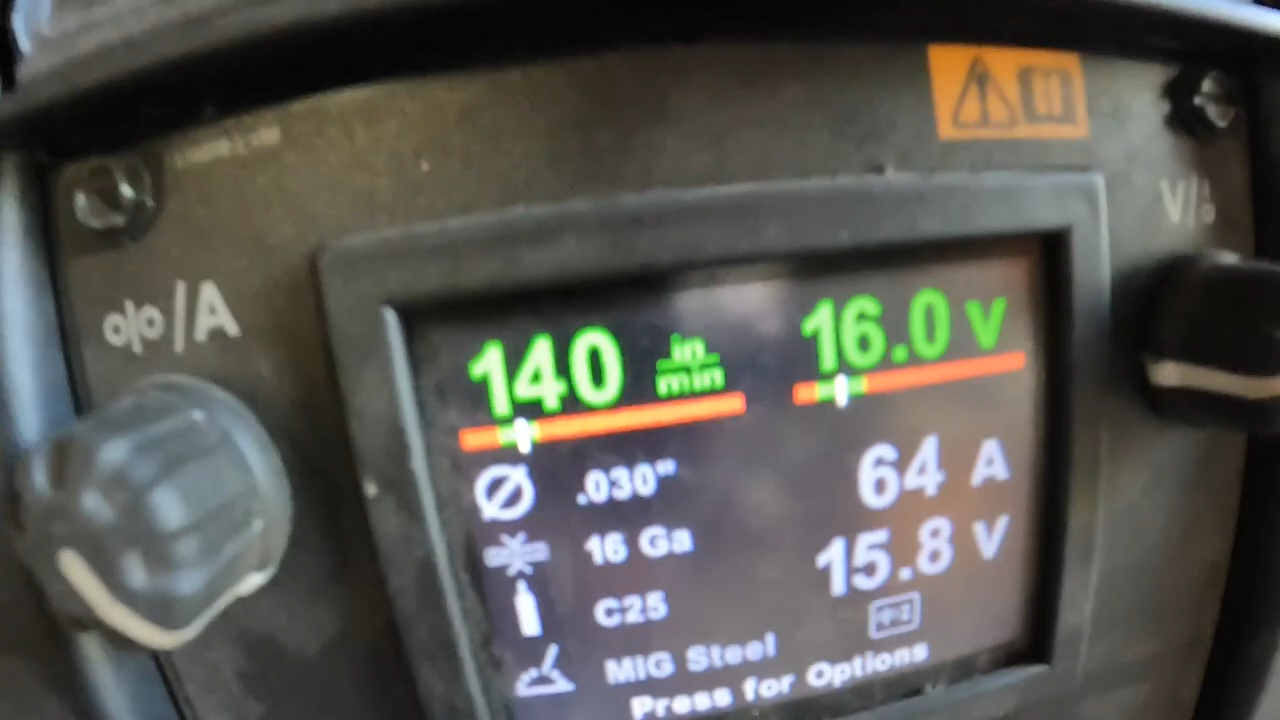 140 in/min 16.0 V
.030" 64 A
16 Ga 15.8 V
C25
MIG Steel
Press for Options